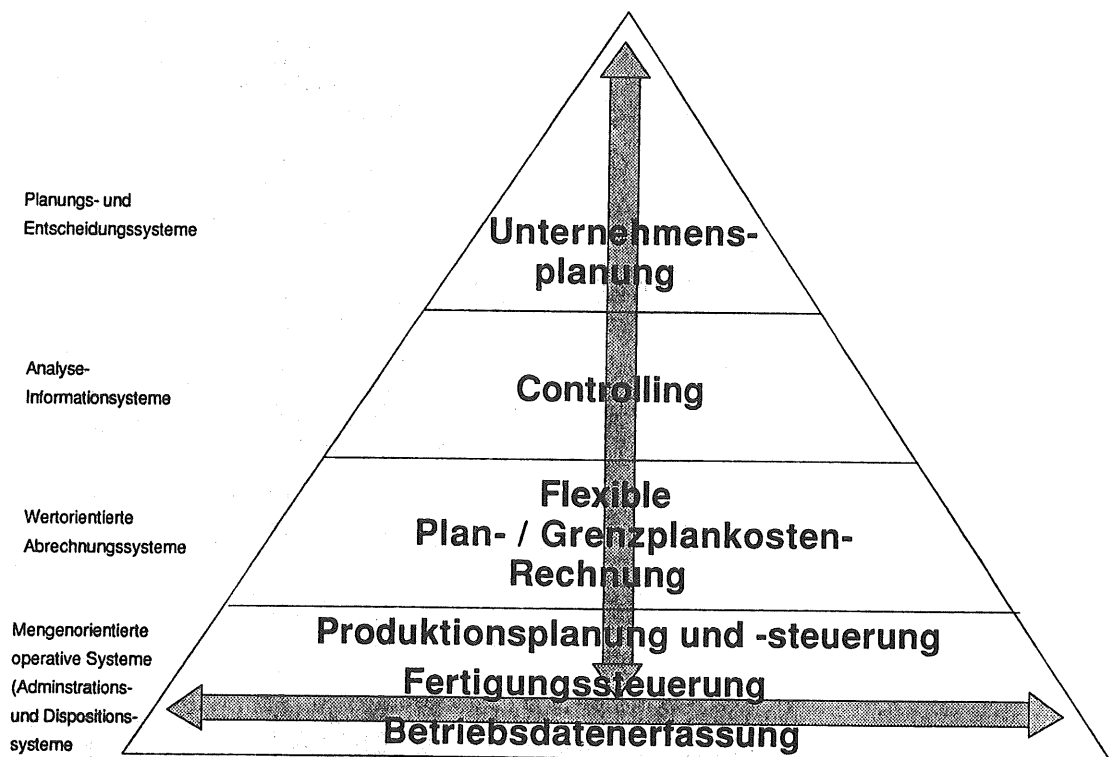 Planungs- und
Entscheidungssysteme
Unternehmens-
planung
Analyse-
Informationsysteme
Controlling
Wertorientierte
Abrechnungssysteme
Flexible
Plan- / Grenzplankosten-
Rechnung
Mengenorientierte
operative Systeme
(Adminstrations-
und Dispositions-
systeme
Produktionsplanung und -steuerung
Fertigungssteuerung
Betriebsdatenerfassung